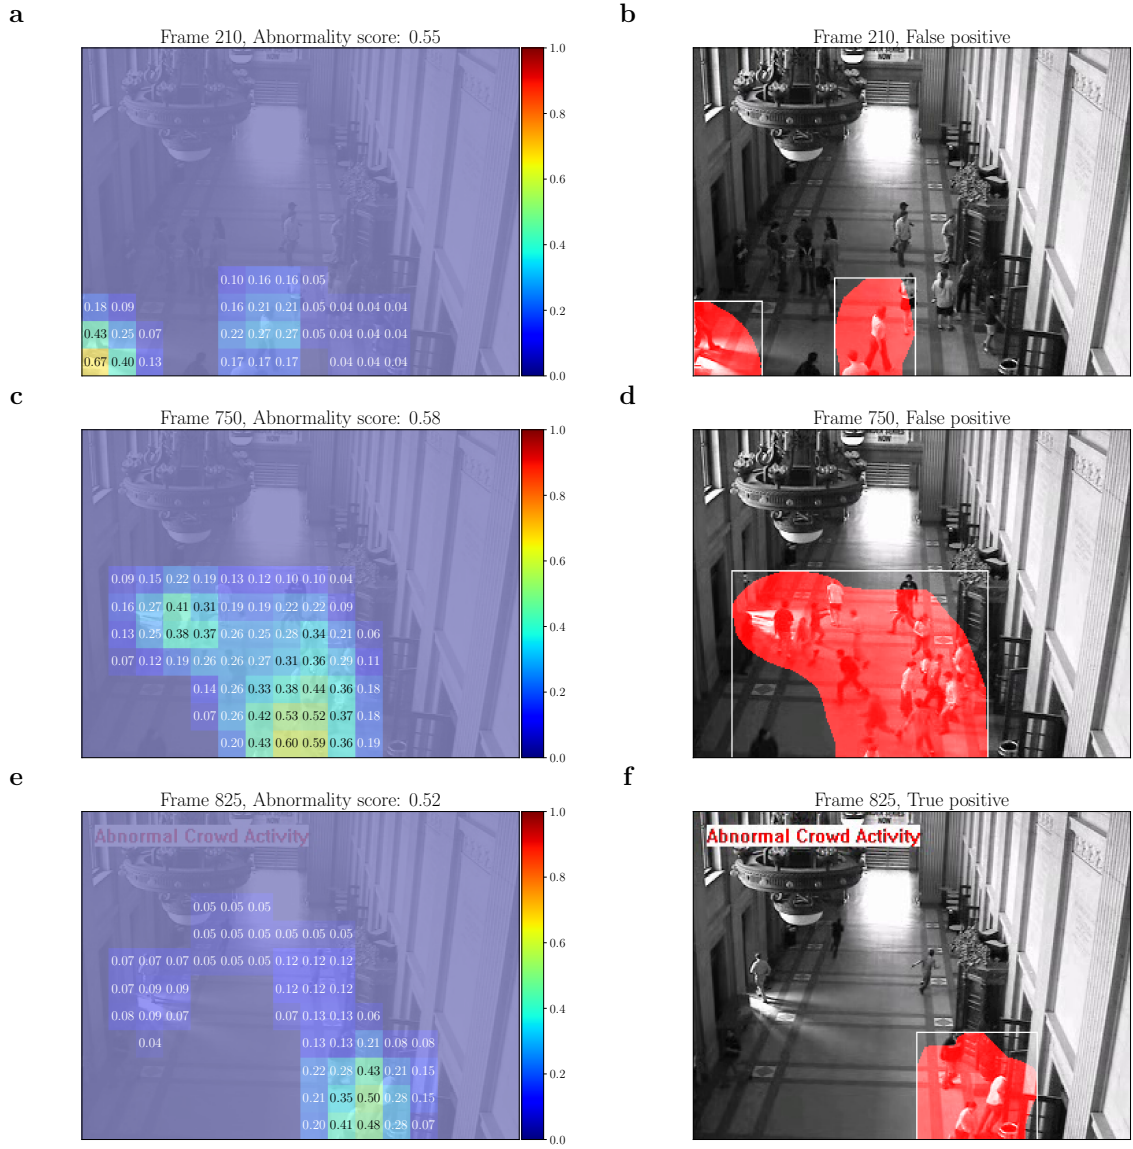 a
b
Frame 210, Abnormality score: 0.55
Frame 210, False positive
NOW
NOW
1.0
0.8
0.6
0.4
0.2
0.0
0.10 0.16 0.16 0.05
0.18 0.09 0.16 0.21 0.21 0.05 0.04 0.04 0.04
0.43 0.25 0.07 0.22 0.27 0.27 0.05 0.04 0.04 0.04
0.67 0.40 0.13 0.17 0.17 0.17 0.04 0.04 0.04
c
d
Frame 750, Abnormality score: 0.58
Frame 750, False positive
NOW
NOW
1.0
0.8
0.6
0.4
0.2
0.0
0.09 0.15 0.22 0.19 0.13 0.12 0.10 0.10 0.04
0.16 0.27 0.41 0.31 0.19 0.19 0.22 0.22 0.09
0.13 0.25 0.38 0.37 0.26 0.25 0.28 0.34 0.21 0.06
0.07 0.12 0.19 0.26 0.26 0.27 0.31 0.36 0.29 0.11
0.14 0.26 0.33 0.38 0.44 0.36 0.18
0.07 0.26 0.42 0.53 0.52 0.37 0.18
0.20 0.43 0.60 0.59 0.36 0.19
e
f
Frame 825, Abnormality score: 0.52
Frame 825, True positive
Abnormal Crowd Activity
Abnormal Crowd Activity
NOW
NOW
1.0
0.8
0.6
0.4
0.2
0.0
0.05 0.05 0.05
0.05 0.05 0.05 0.05 0.05 0.05
0.07 0.07 0.07 0.05 0.05 0.05 0.12 0.12 0.12
0.07 0.09 0.09 0.12 0.12 0.12
0.08 0.09 0.07 0.07 0.13 0.13 0.06
0.04 0.13 0.13 0.21 0.08 0.08
0.22 0.28 0.43 0.21 0.15
0.21 0.35 0.50 0.28 0.15
0.20 0.41 0.48 0.28 0.07